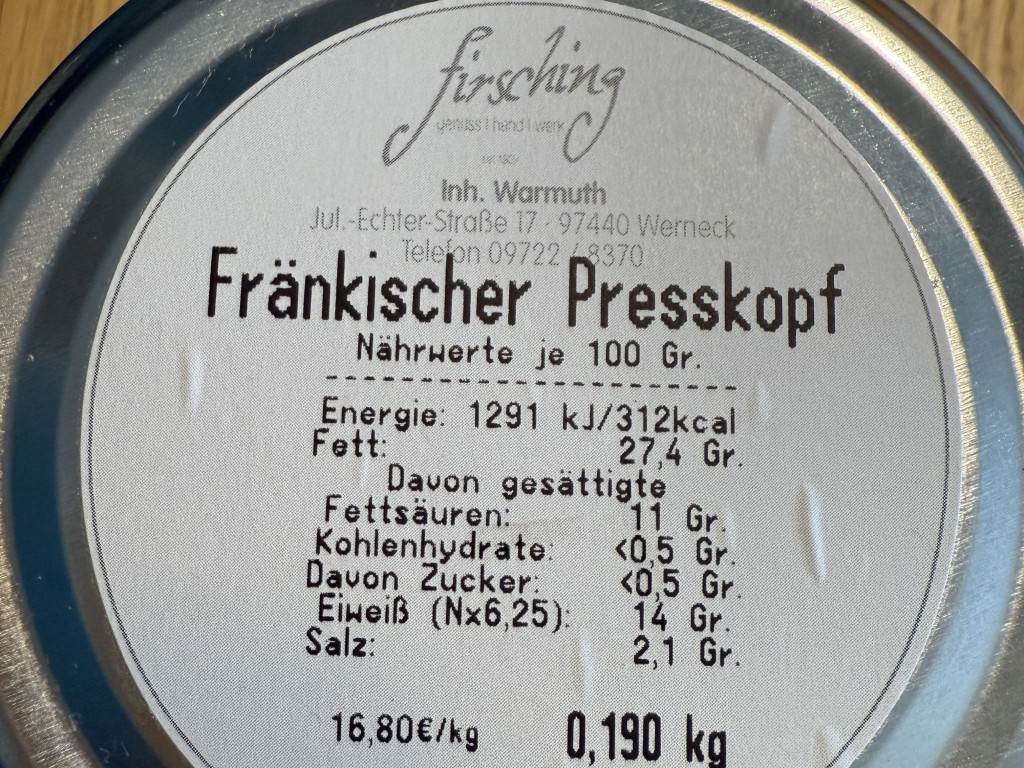 firsching
genuss | hand | werk
Inh. Warmuth
Jul.-Echter-Straße 17 · 97440 Werneck
Telefon 09722 / 8370
Fränkischer Presskopf
Nährwerte je 100 Gr.
------------------------------
Energie: 1291 kJ/312kcal
Fett: 27,4 Gr.
Davon gesättigte
Fettsäuren: 11 Gr.
Kohlenhydrate: <0,5 Gr.
Davon Zucker: <0,5 Gr.
Eiweiß (Nx6,25): 14 Gr.
Salz: 2,1 Gr.
16,80€/kg 0,190 kg